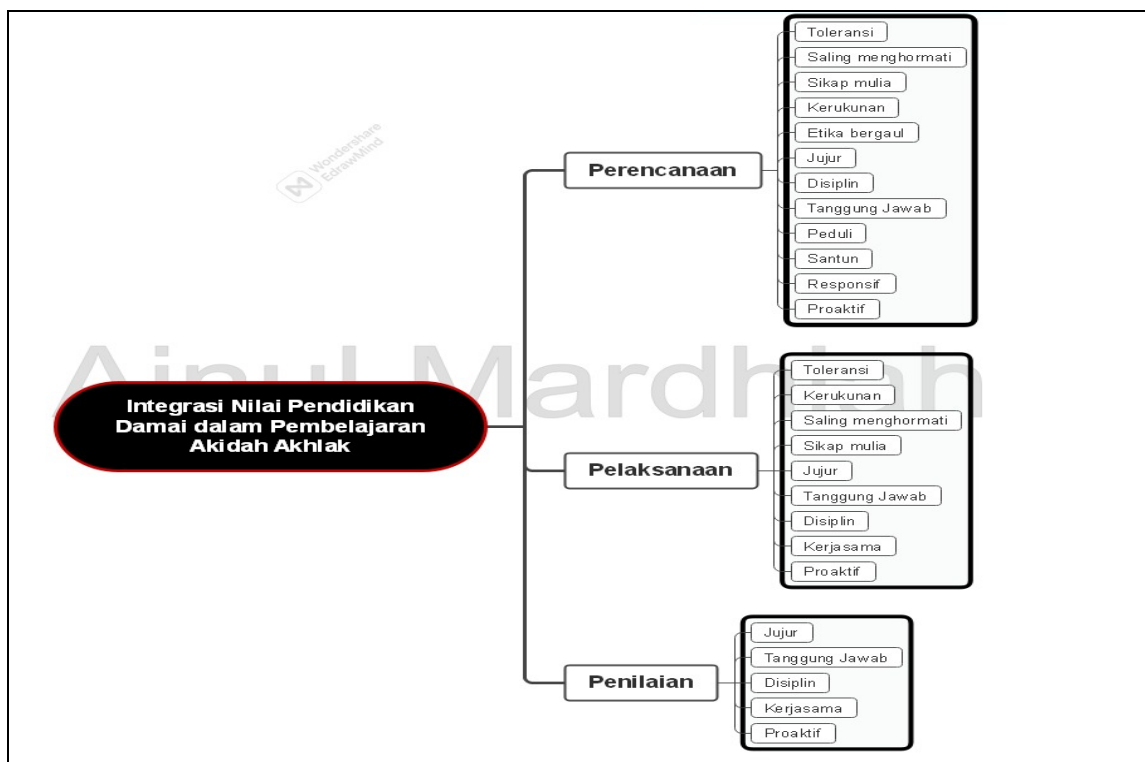 Toleransi
Saling menghormati
Sikap mulia
Kerukunan
Etika bergaul
Perencanaan
Jujur
Disiplin
Tanggung Jawab
Peduli
Santun
Responsif
Proaktif
Wondershare
EdrawMind
Ainul Mardhiah
Integrasi Nilai Pendidikan
Damai dalam Pembelajaran
Akidah Akhlak
Toleransi
Kerukunan
Saling menghormati
Sikap mulia
Pelaksanaan
Jujur
Tanggung Jawab
Disiplin
Kerjasama
Proaktif
Jujur
Tanggung Jawab
Penilaian
Disiplin
Kerjasama
Proaktif